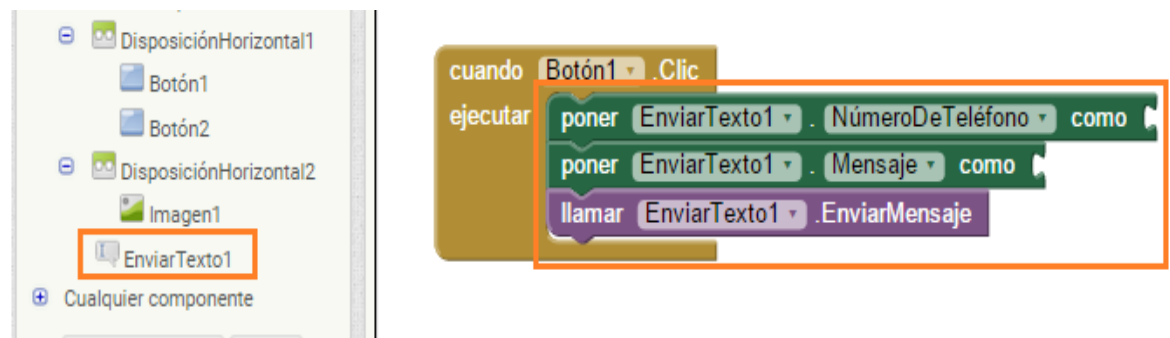 DisposiciónHorizontal1
Botón1
Botón2
DisposiciónHorizontal2
Imagen1
EnviarTexto1
Cualquier componente
cuando Botón1 .Clic
ejecutar poner EnviarTexto1 . NúmeroDeTeléfono como
poner EnviarTexto1 . Mensaje como
llamar EnviarTexto1 .EnviarMensaje